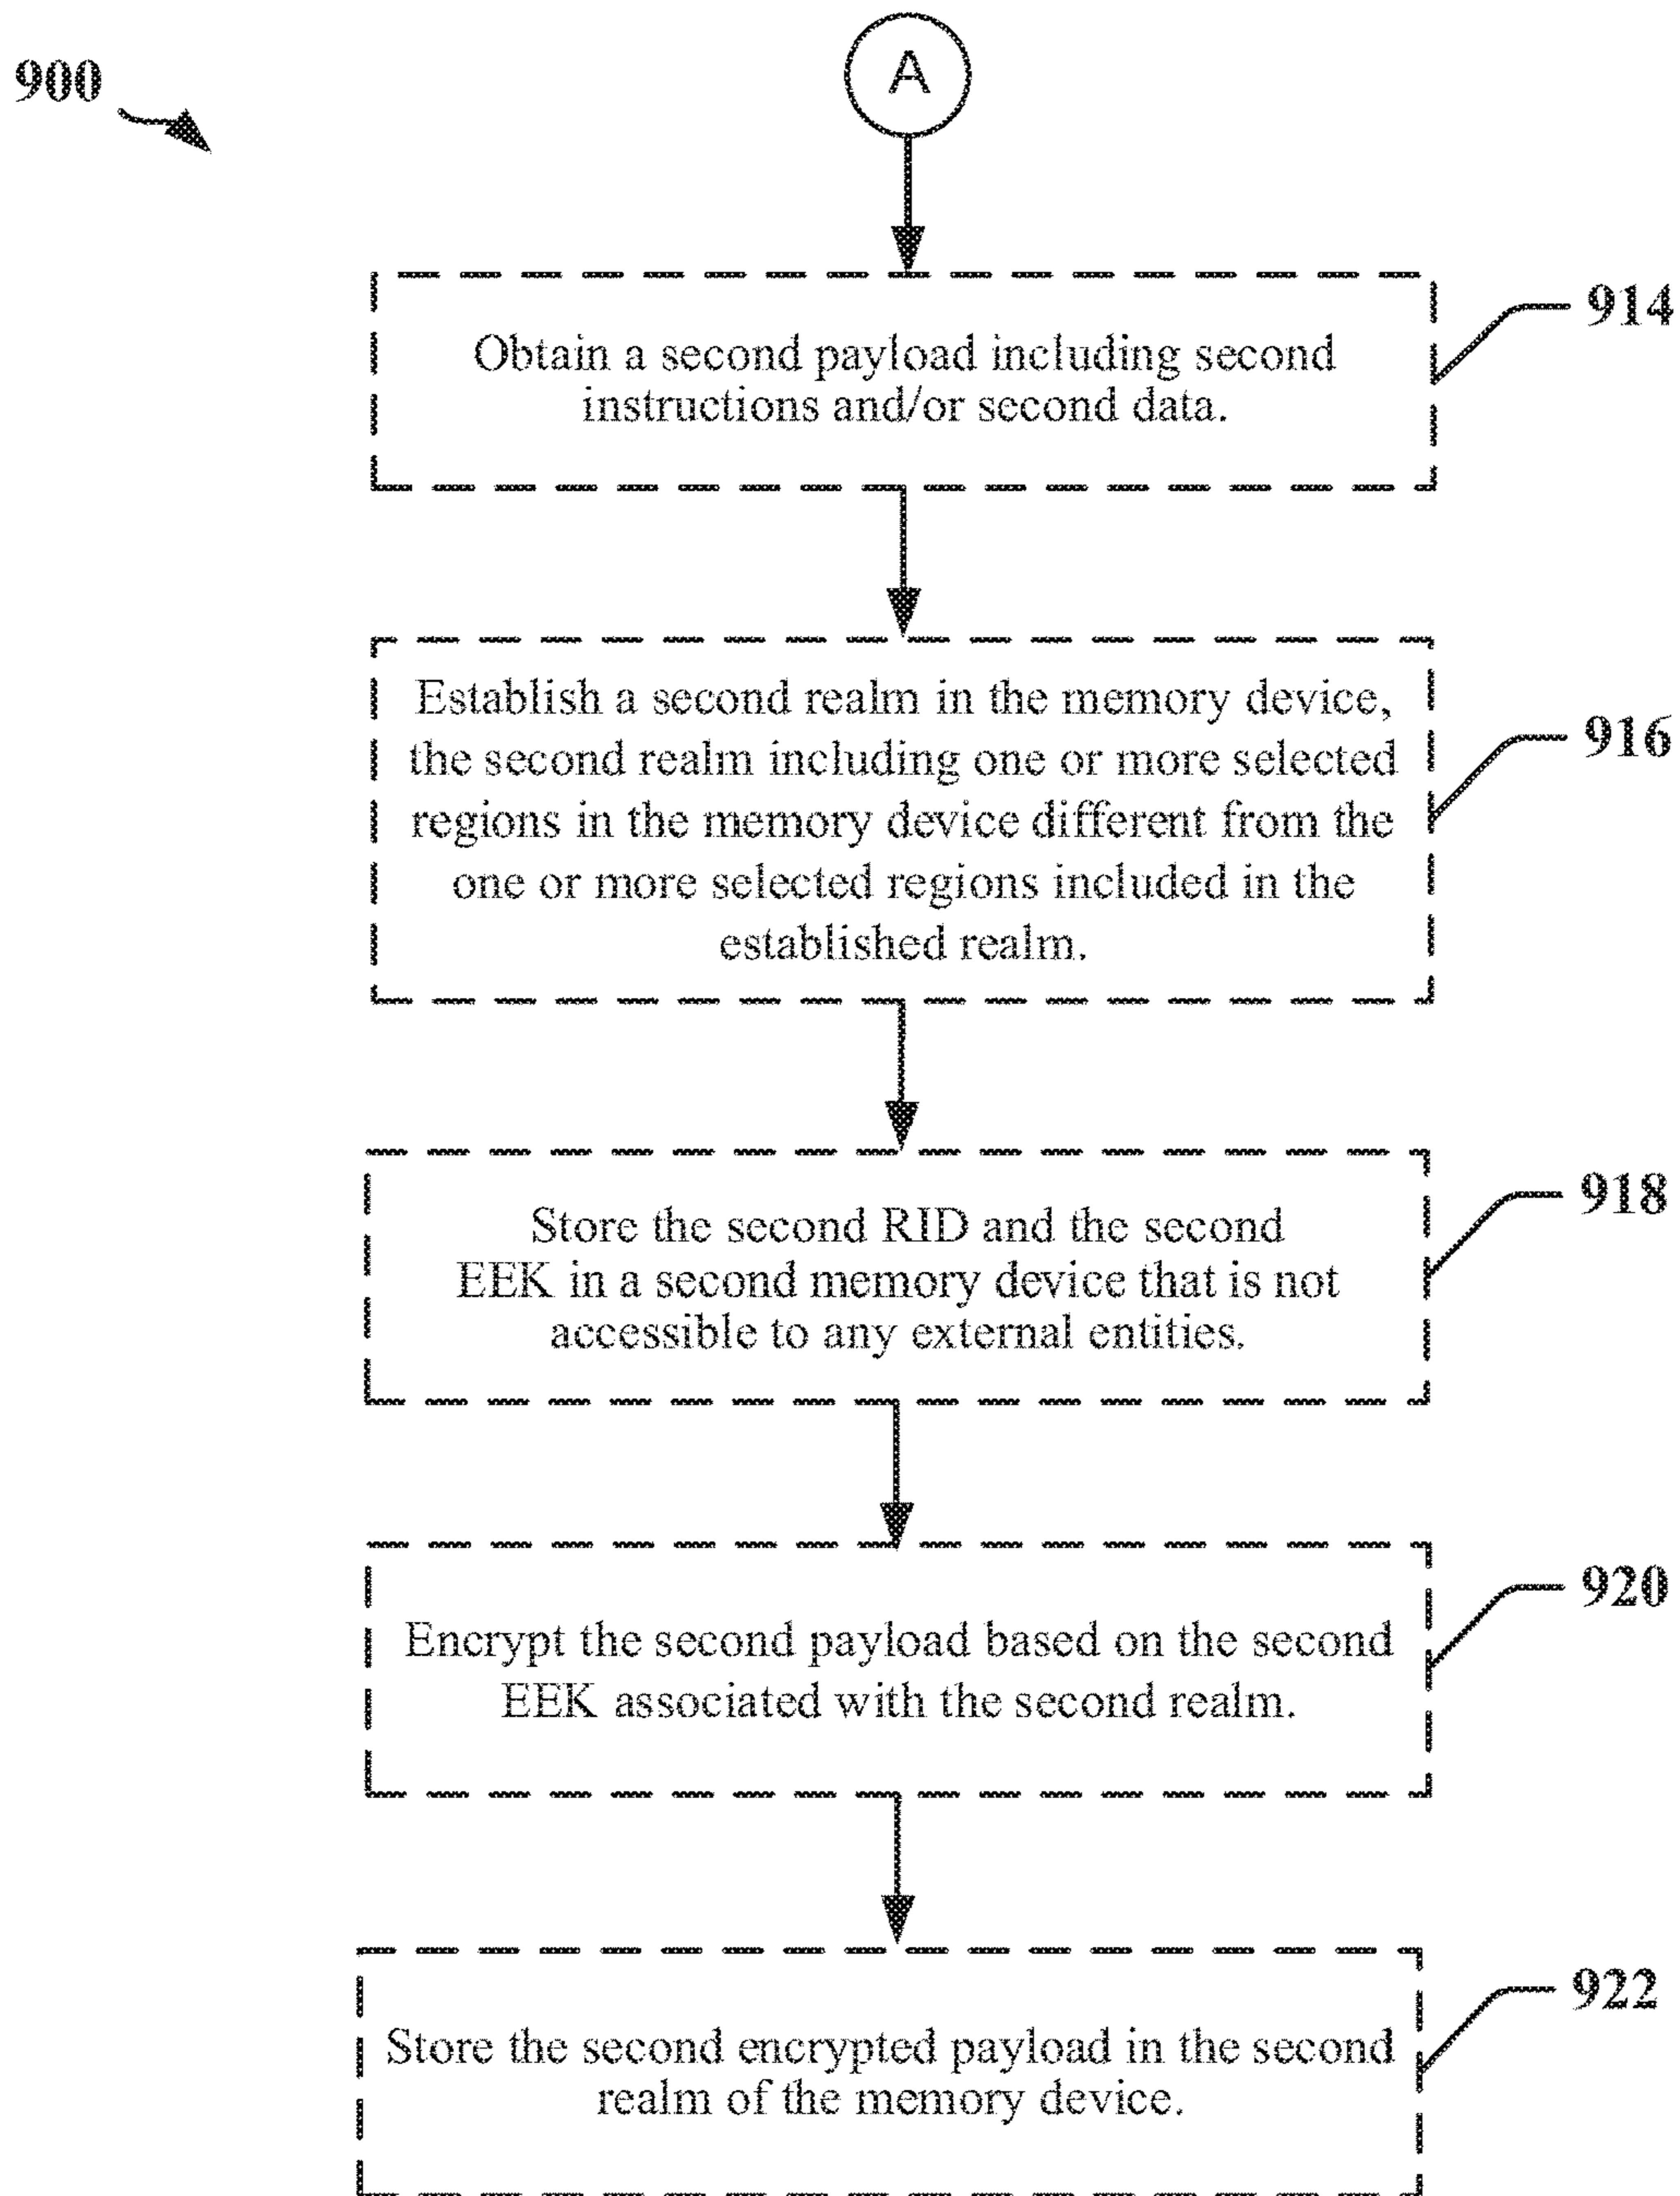 900
A
914
Obtain a second payload including second
instructions and/or second data.
916
Establish a second realm in the memory device,
the second realm including one or more selected
regions in the memory device different from the
one or more selected regions included in the
established realm.
918
Store the second RID and the second
EEK in a second memory device that is not
accessible to any external entities.
920
Encrypt the second payload based on the second
EEK associated with the second realm.
922
Store the second encrypted payload in the second
realm of the memory device.